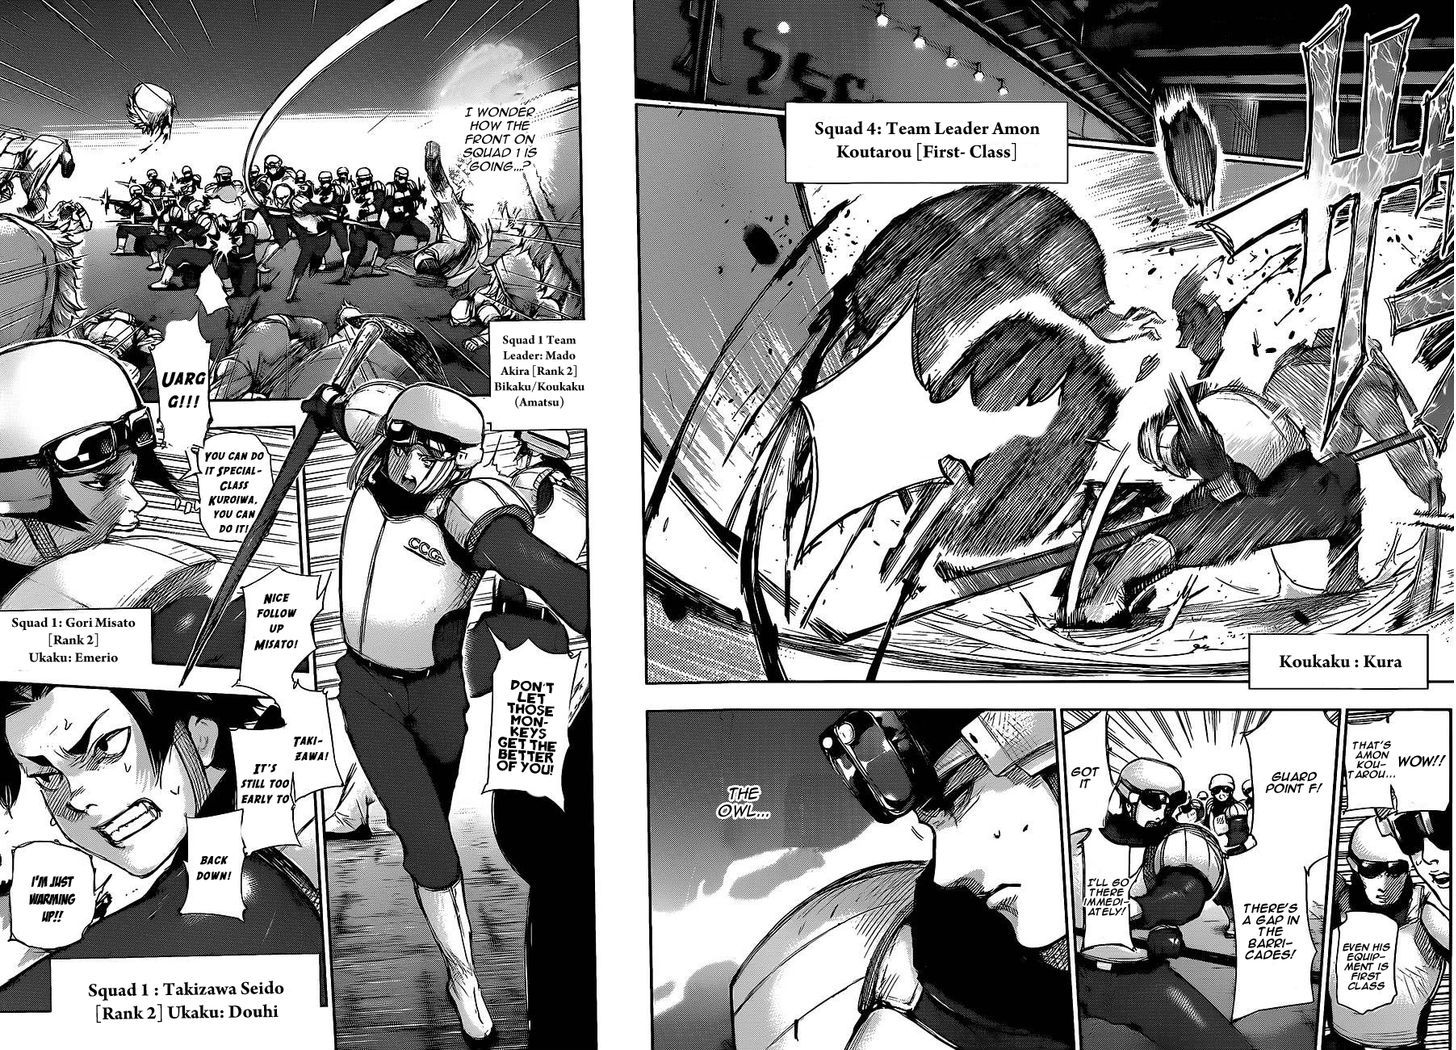 Squad 4: Team Leader Amon
Koutarou [First- Class]
Koukaku : Kura
WOW!!
THAT'S
AMON
KOU-
TAROU...
EVEN HIS
EQUIP-
MENT IS
FIRST
CLASS
GUARD
POINT F!
THERE'S
A GAP IN
THE
BARRI-
CADES!
GOT
IT
I'LL GO
THERE
IMMEDI-
ATELY!
THE
OWL...
I WONDER
HOW THE
FRONT ON
SQUAD 1 IS
GOING...?
Squad 1 Team
Leader: Mado
Akira [Rank 2]
Bikaku/Koukaku
(Amatsu)
UARG
G!!!
YOU CAN DO
IT SPECIAL-
CLASS
KUROIWA,
YOU CAN
DO IT!
Squad 1: Gori Misato
[Rank 2]
Ukaku: Emerio
CCG
DON'T
LET
THOSE
MON-
KEYS
GET THE
BETTER
OF YOU!
NICE
FOLLOW
UP
MISATO!
TAKI-
ZAWA!
IT'S
STILL TOO
EARLY TO
BACK
DOWN!
I'M JUST
WARMING
UP!!
Squad 1 : Takizawa Seido
[Rank 2] Ukaku: Douhi